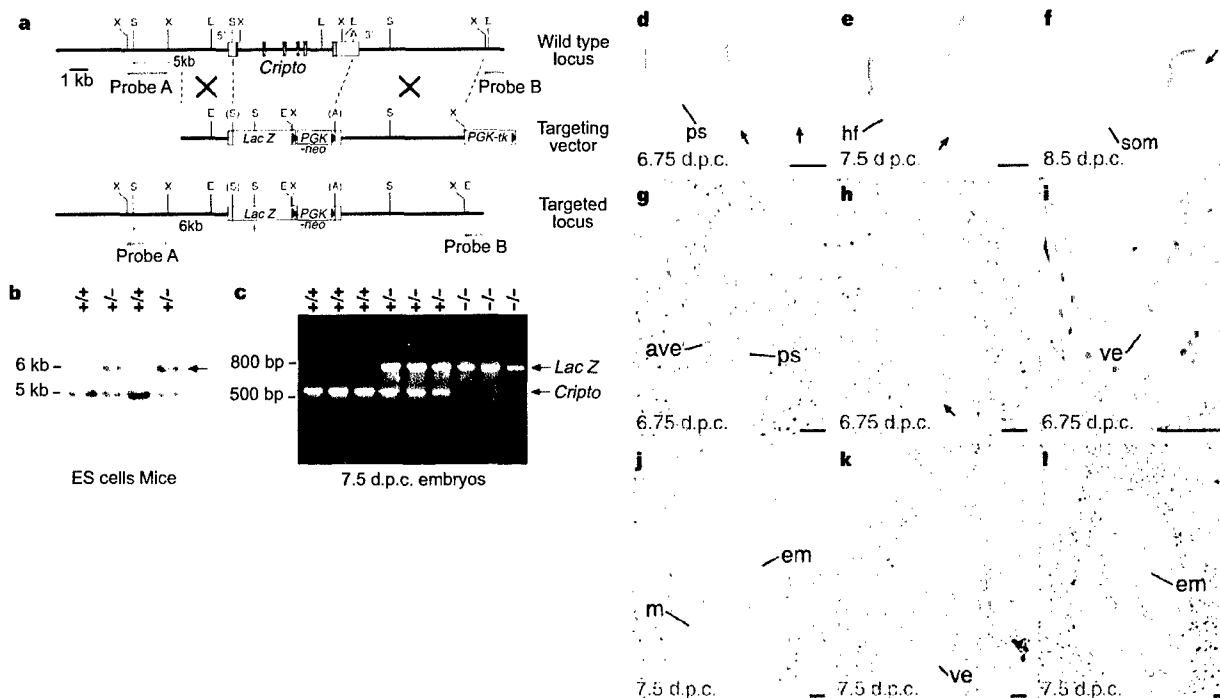 a
X S X E S X L X L S X L
5' 3'
5kb
Cripto
Wild type
locus
1 kb
Probe A
Probe B
E (S) S E X (A) S X
Lac Z
PGK
-neo
PGK-tk
Targeting
vector
X S X L (S) S E X (A) S X E
Lac Z
PGK
-neo
6kb
Targeted
locus
Probe A
Probe B
b
+/+ +/- +/+ +/-
6 kb
5 kb
ES cells Mice
c
+/+ +/+ +/+ +/- +/- +/- -/- -/- -/-
800 bp
500 bp
Lac Z
Cripto
7.5 d.p.c. embryos
d
ps
6.75 d.p.c.
e
hf
7.5 d p.c.
f
som
8.5 d.p.c.
g
ave
ps
6.75 d.p.c.
h
6.75 d.p.c.
i
ve
6.75 d.p.c.
j
em
m
7.5 d.p.c.
k
ve
7.5 d.p.c.
l
em
7.5 d.p.c.